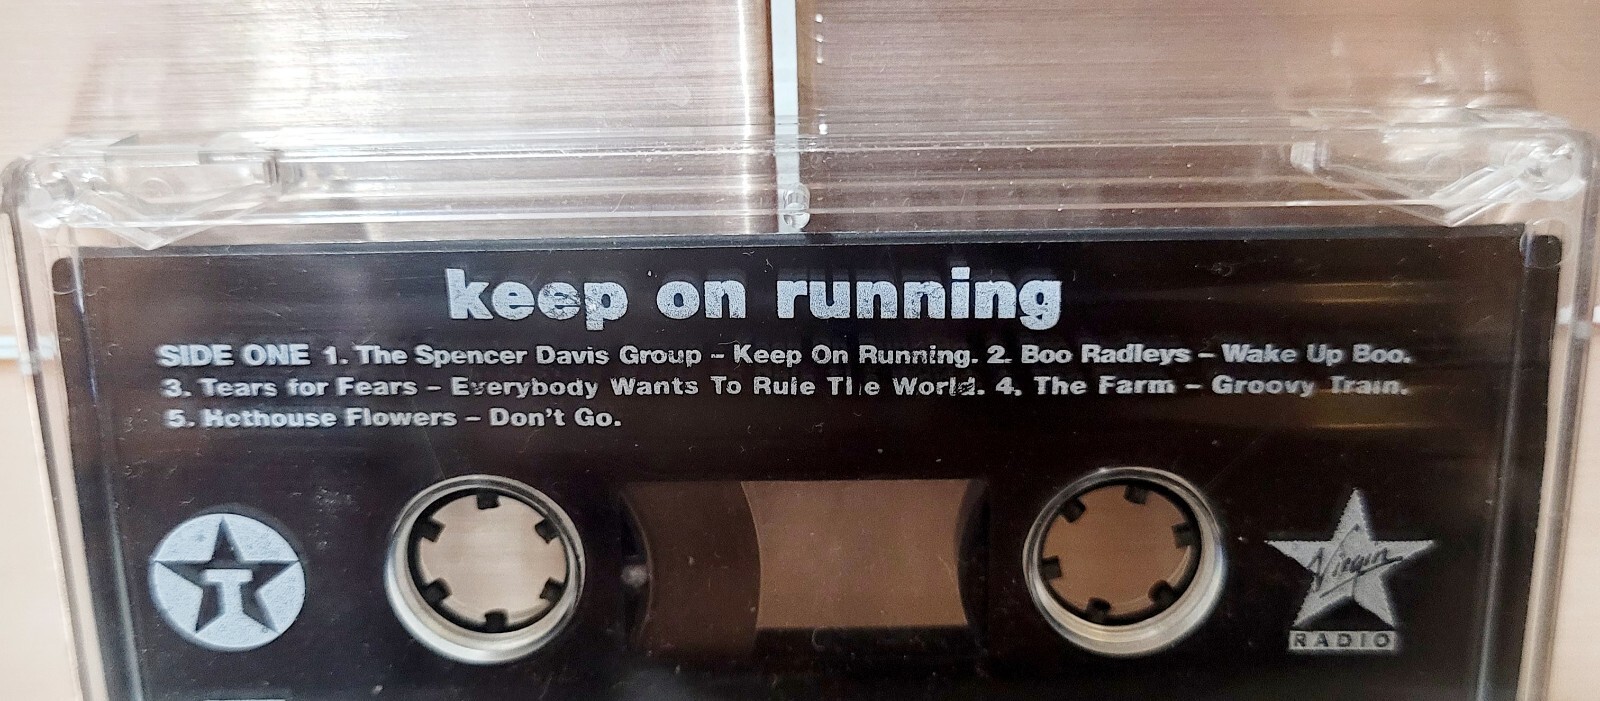 keep on running
SIDE ONE 1. The Spencer Davis Group – Keep On Running. 2. Boo Radleys – Wake Up Boo.
3. Tears for Fears – Everybody Wants To Rule The World. 4. The Farm – Groovy Train.
5. Hothouse Flowers – Don't Go.
T
Virgin
RADIO